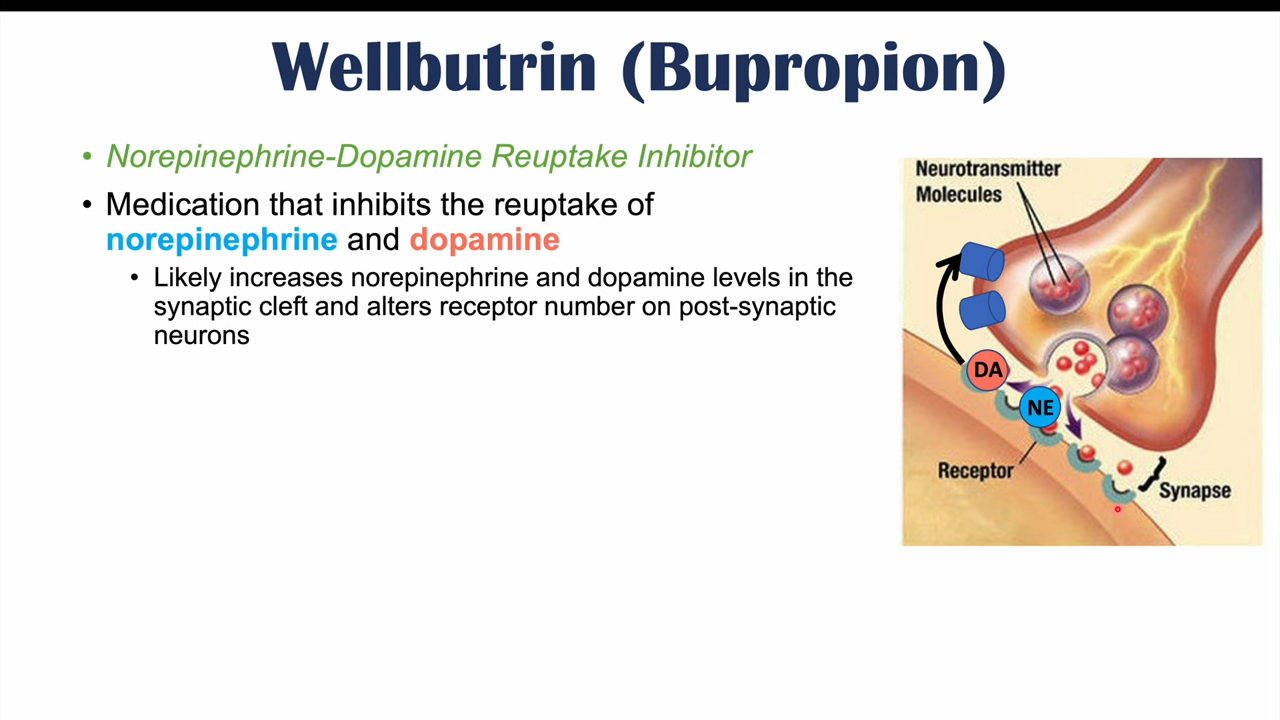 Wellbutrin (Bupropion)
• Norepinephrine-Dopamine Reuptake Inhibitor
• Medication that inhibits the reuptake of
norepinephrine and dopamine
• Likely increases norepinephrine and dopamine levels in the
synaptic cleft and alters receptor number on post-synaptic
neurons
Neurotransmitter
Molecules
DA
NE
Receptor
Synapse